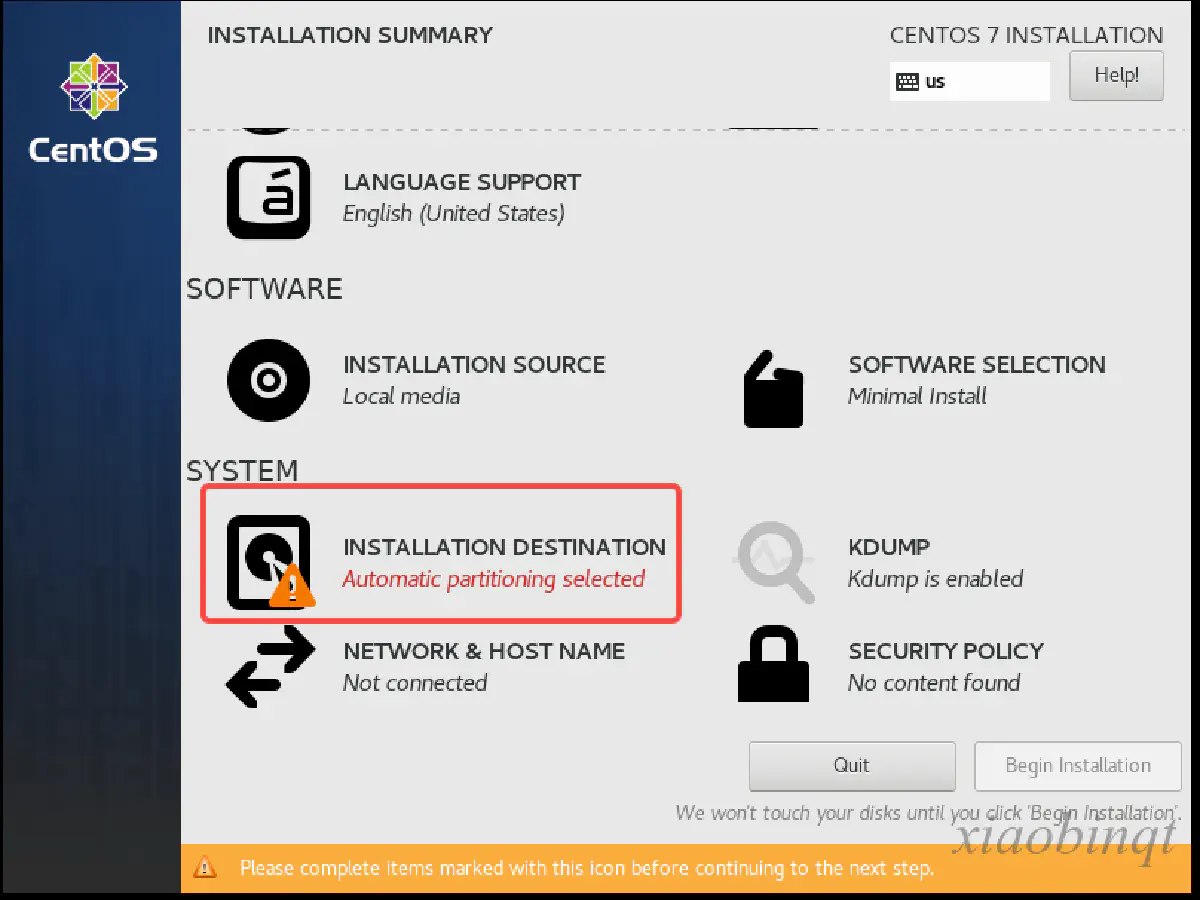 INSTALLATION SUMMARY
CENTOS 7 INSTALLATION
us
Help!
CentOS
á
LANGUAGE SUPPORT
English (United States)
SOFTWARE
INSTALLATION SOURCE
Local media
SOFTWARE SELECTION
Minimal Install
SYSTEM
INSTALLATION DESTINATION
Automatic partitioning selected
KDUMP
Kdump is enabled
NETWORK & HOST NAME
Not connected
SECURITY POLICY
No content found
Quit
Begin Installation
We won't touch your disks until you click 'Begin Installation'.
xiaobinqt
Please complete items marked with this icon before continuing to the next step.